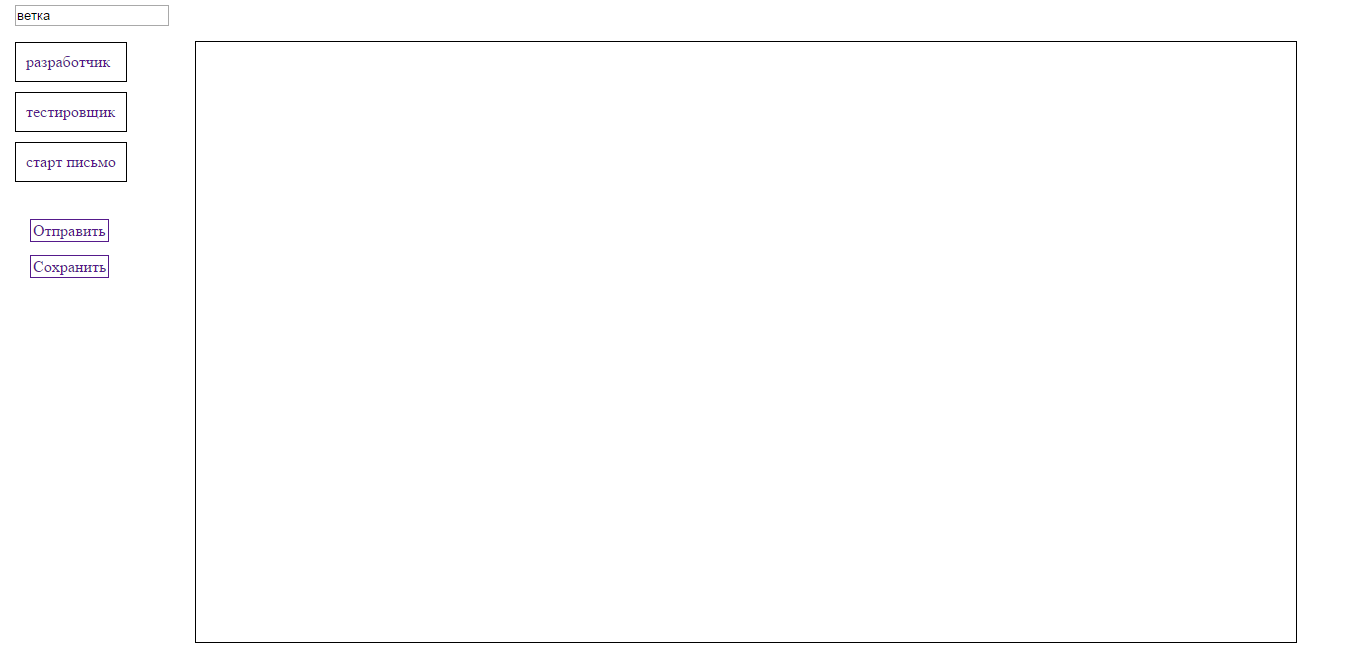 ветка
разработчик
тестировщик
старт письмо
Отправить
Сохранить